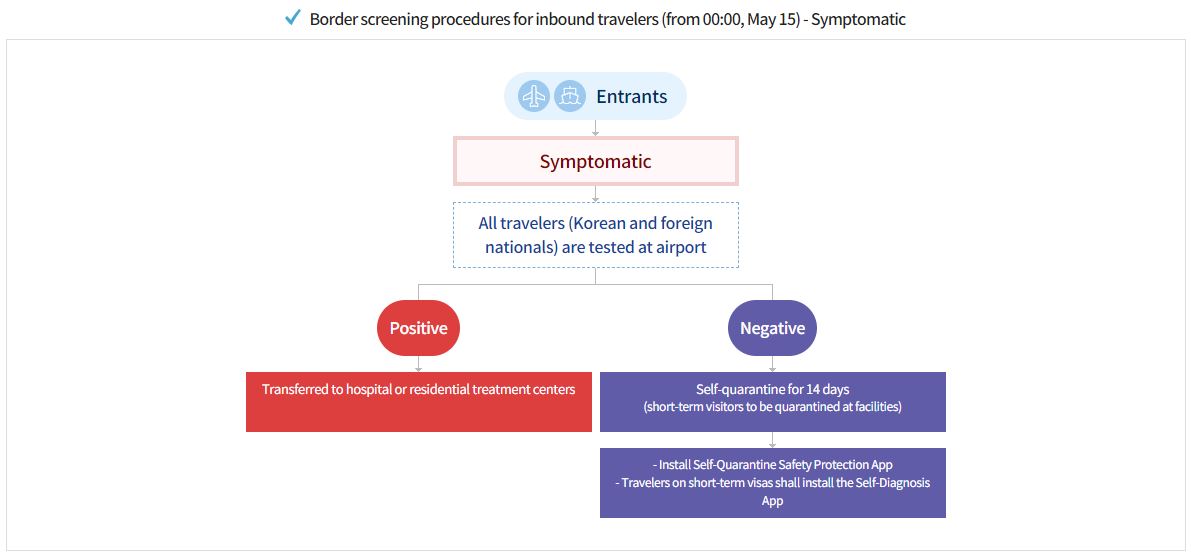 Border screening procedures for inbound travelers (from 00:00, May 15) - Symptomatic
Entrants
Symptomatic
All travelers (Korean and foreign
nationals) are tested at airport
Positive
Negative
Transferred to hospital or residential treatment centers
Self-quarantine for 14 days
(short-term visitors to be quarantined at facilities)
- Install Self-Quarantine Safety Protection App
- Travelers on short-term visas shall install the Self-Diagnosis
App